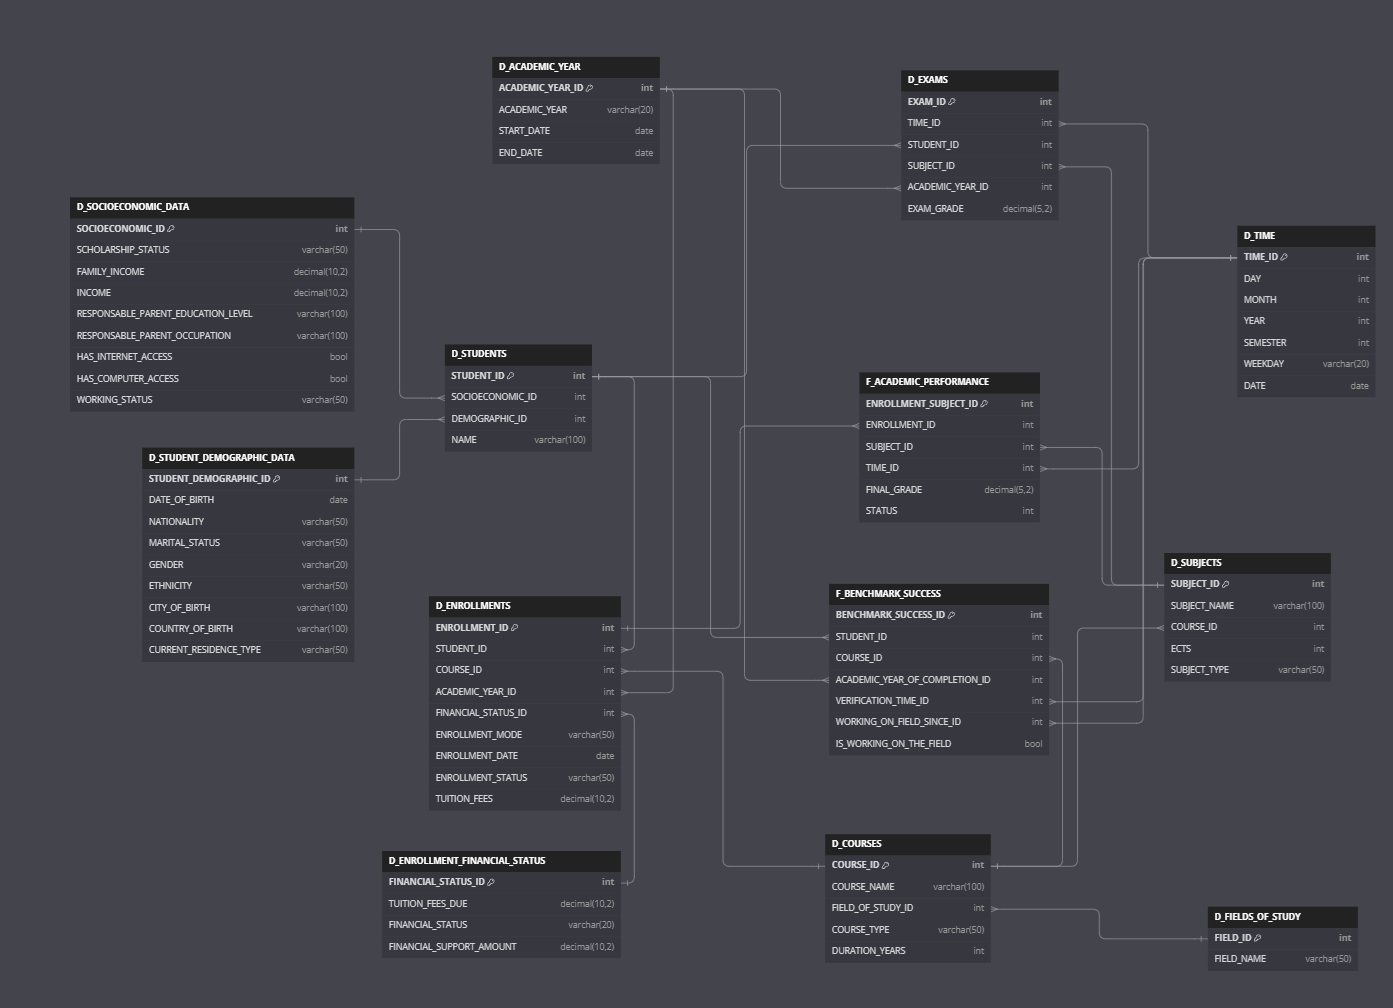 D_ACADEMIC_YEAR
ACADEMIC_YEAR_ID int
ACADEMIC_YEAR varchar(20)
START_DATE date
END_DATE date
D_EXAMS
EXAM_ID int
TIME_ID int
STUDENT_ID int
SUBJECT_ID int
ACADEMIC_YEAR_ID int
EXAM_GRADE decimal(5,2)
D_SOCIOECONOMIC_DATA
SOCIOECONOMIC_ID int
SCHOLARSHIP_STATUS varchar(50)
FAMILY_INCOME decimal(10,2)
INCOME decimal(10,2)
RESPONSABLE_PARENT_EDUCATION_LEVEL varchar(100)
RESPONSABLE_PARENT_OCCUPATION varchar(100)
HAS_INTERNET_ACCESS bool
HAS_COMPUTER_ACCESS bool
WORKING_STATUS varchar(50)
D_TIME
TIME_ID int
DAY int
MONTH int
YEAR int
SEMESTER int
WEEKDAY varchar(20)
DATE date
D_STUDENTS
STUDENT_ID int
SOCIOECONOMIC_ID int
DEMOGRAPHIC_ID int
NAME varchar(100)
F_ACADEMIC_PERFORMANCE
ENROLLMENT_SUBJECT_ID int
ENROLLMENT_ID int
SUBJECT_ID int
TIME_ID int
FINAL_GRADE decimal(5,2)
STATUS int
D_STUDENT_DEMOGRAPHIC_DATA
STUDENT_DEMOGRAPHIC_ID int
DATE_OF_BIRTH date
NATIONALITY varchar(50)
MARITAL_STATUS varchar(50)
GENDER varchar(20)
ETHNICITY varchar(50)
CITY_OF_BIRTH varchar(100)
COUNTRY_OF_BIRTH varchar(100)
CURRENT_RESIDENCE_TYPE varchar(50)
D_SUBJECTS
SUBJECT_ID int
SUBJECT_NAME varchar(100)
COURSE_ID int
ECTS int
SUBJECT_TYPE varchar(50)
F_BENCHMARK_SUCCESS
BENCHMARK_SUCCESS_ID int
STUDENT_ID int
COURSE_ID int
ACADEMIC_YEAR_OF_COMPLETION_ID int
VERIFICATION_TIME_ID int
WORKING_ON_FIELD_SINCE_ID int
IS_WORKING_ON_THE_FIELD bool
D_ENROLLMENTS
ENROLLMENT_ID int
STUDENT_ID int
COURSE_ID int
ACADEMIC_YEAR_ID int
FINANCIAL_STATUS_ID int
ENROLLMENT_MODE varchar(50)
ENROLLMENT_DATE date
ENROLLMENT_STATUS varchar(50)
TUITION_FEES decimal(10,2)
D_COURSES
COURSE_ID int
COURSE_NAME varchar(100)
FIELD_OF_STUDY_ID int
COURSE_TYPE varchar(50)
DURATION_YEARS int
D_ENROLLMENT_FINANCIAL_STATUS
FINANCIAL_STATUS_ID int
TUITION_FEES_DUE decimal(10,2)
FINANCIAL_STATUS varchar(20)
FINANCIAL_SUPPORT_AMOUNT decimal(10,2)
D_FIELDS_OF_STUDY
FIELD_ID int
FIELD_NAME varchar(50)